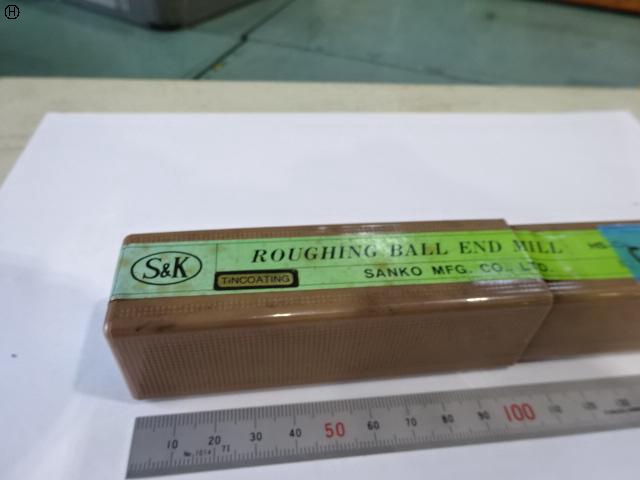 H
S&K
TiNCOATING
ROUGHING BALL END MILL
SANKO MFG. CO., LTD.
10 20 30 40 50 60 70 80 90 100